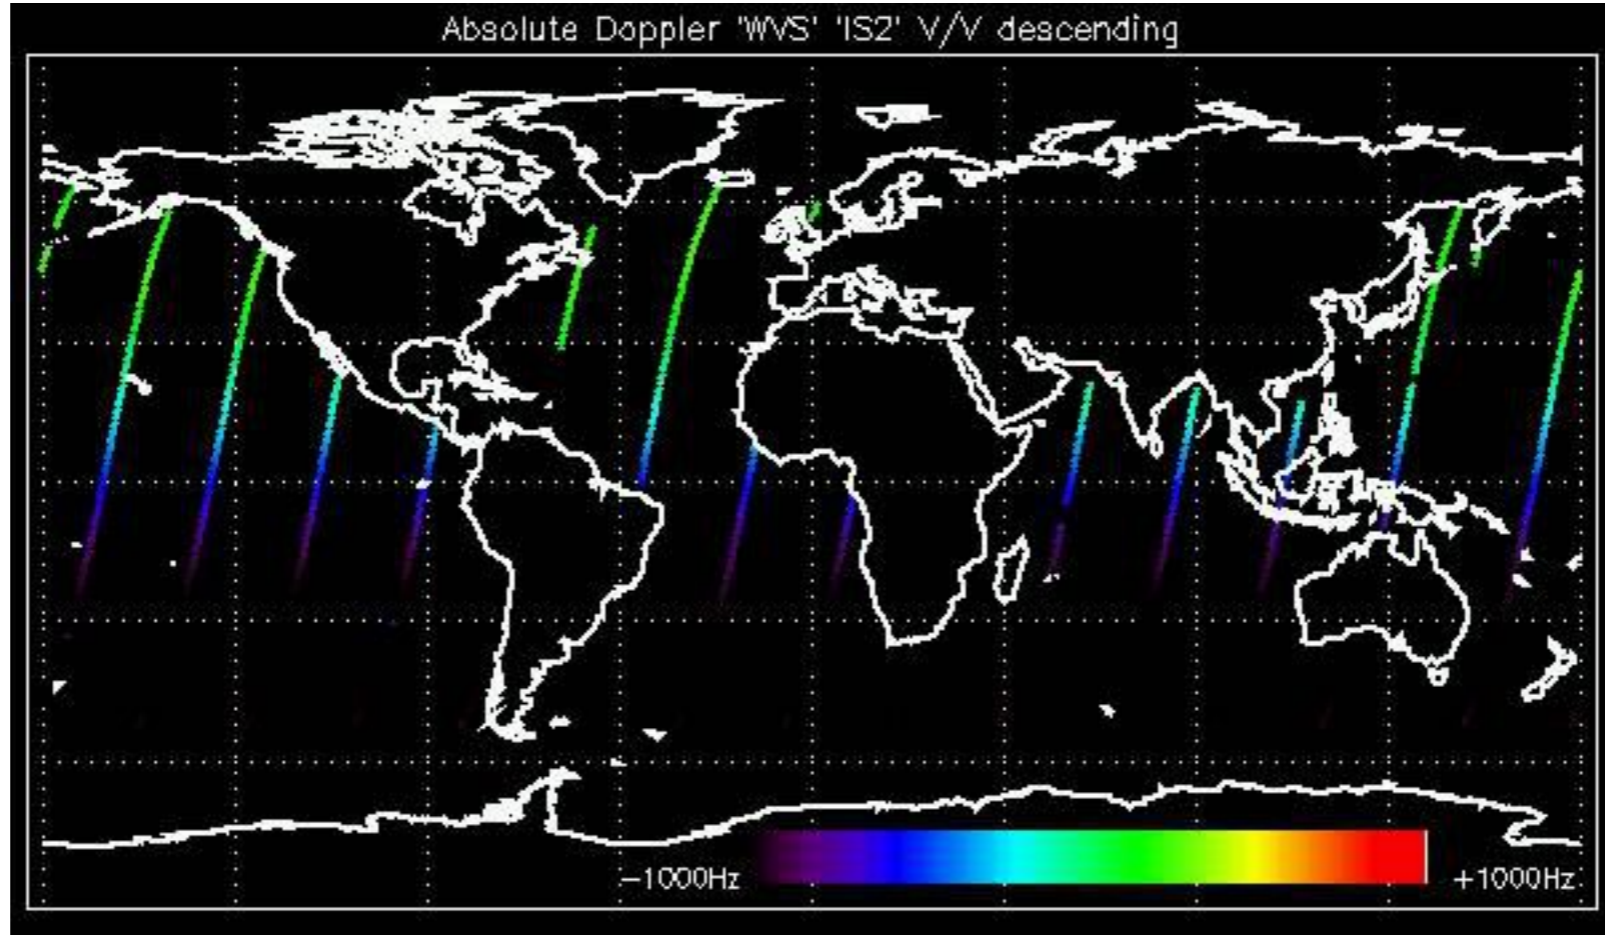 Absolute Doppler 'WVS' 'IS2' V/V descending
−1000Hz
+1000Hz